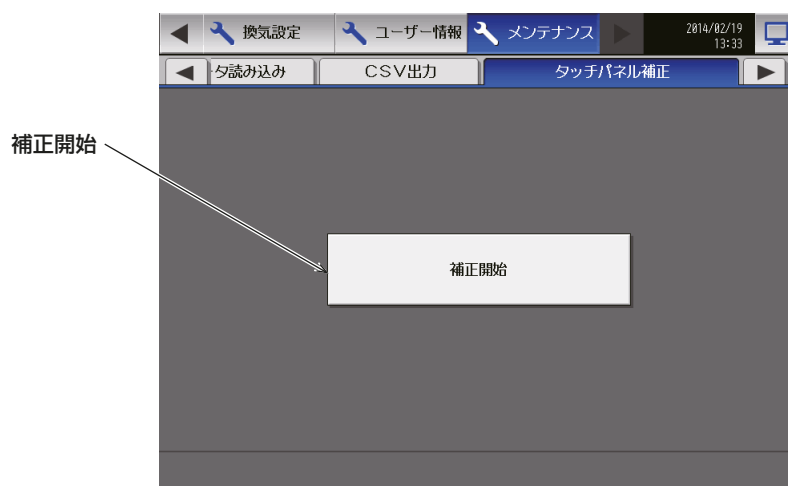 換気設定
ユーザー情報
メンテナンス
2014/02/19
13:33
タ読み込み
CSV出力
タッチパネル補正
補正開始
補正開始